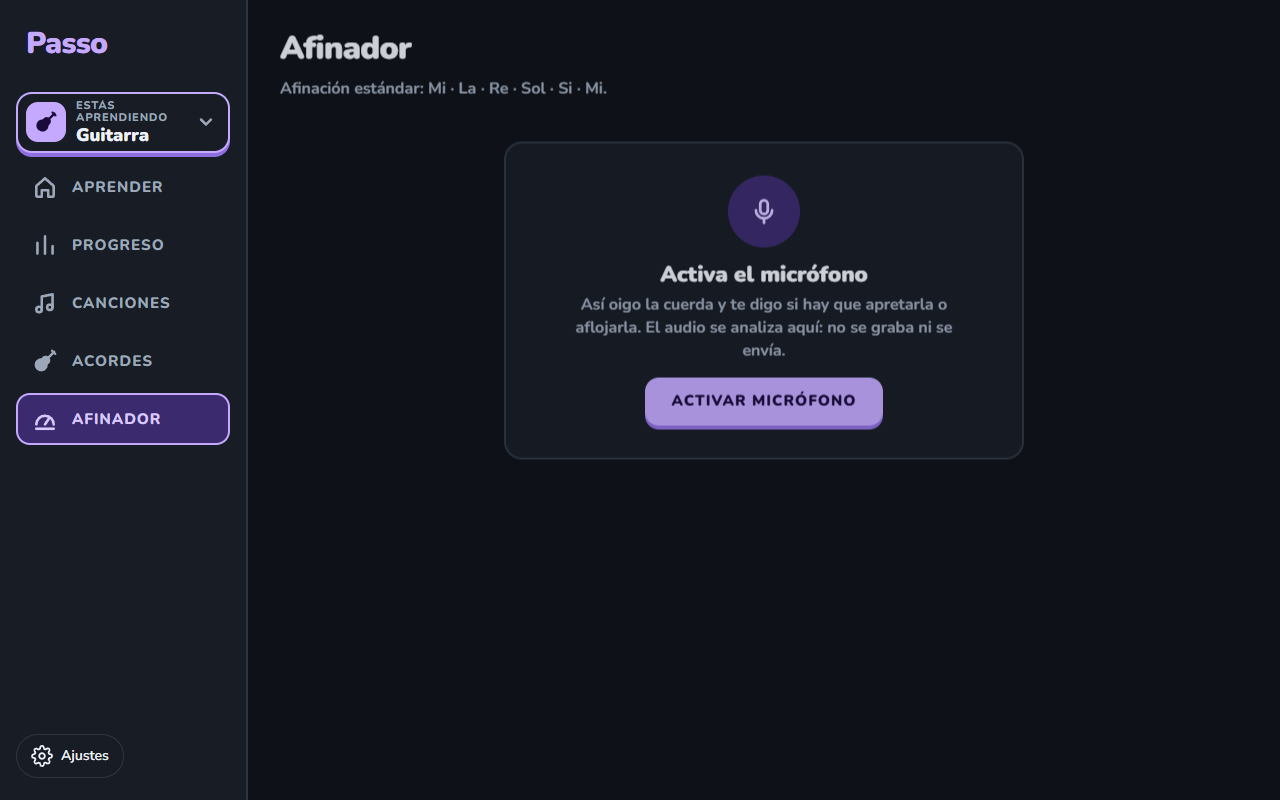 Passo
ESTÁS
APRENDIENDO
Guitarra
APRENDER
PROGRESO
CANCIONES
ACORDES
AFINADOR
Ajustes
Afinador
Afinación estándar: Mi · La · Re · Sol · Si · Mi.
Activa el micrófono
Así oigo la cuerda y te digo si hay que apretarla o
aflojarla. El audio se analiza aquí: no se graba ni se
envía.
ACTIVAR MICRÓFONO